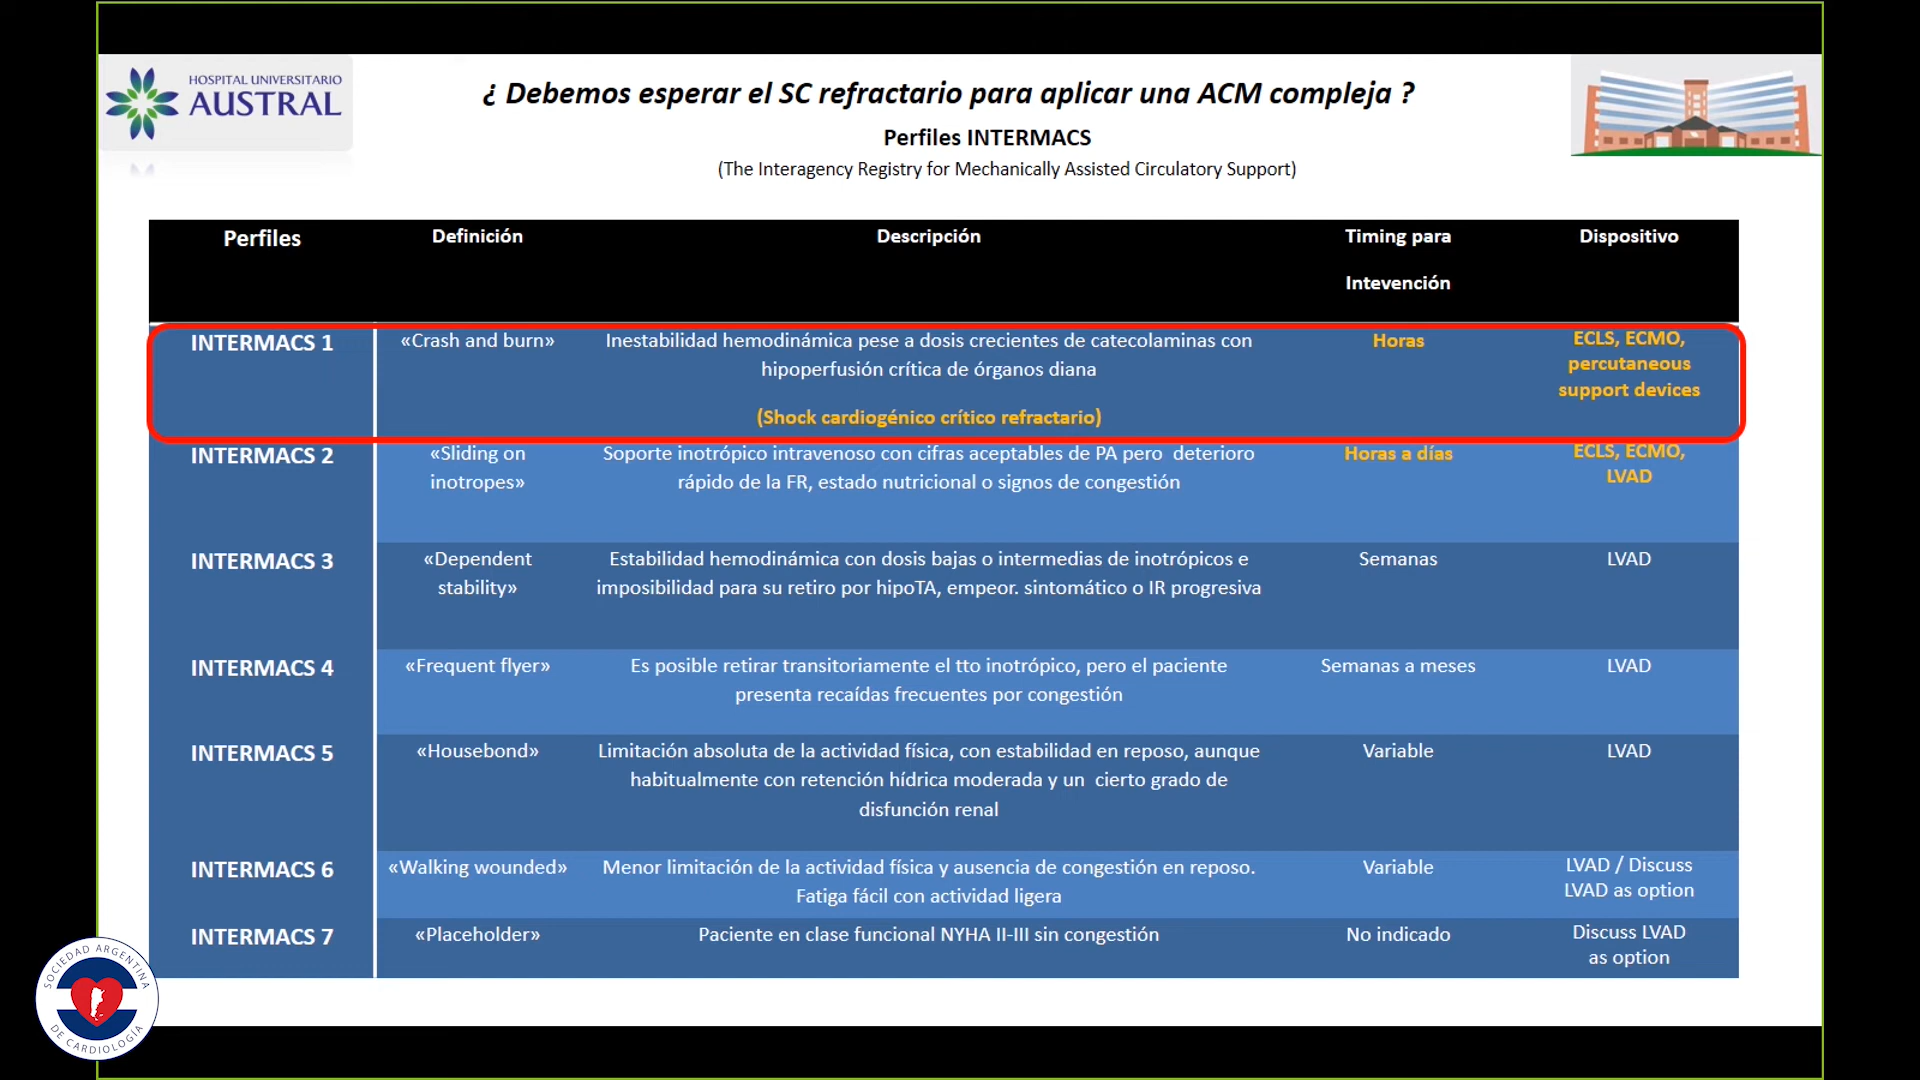 HOSPITAL UNIVERSITARIO
AUSTRAL
¿ Debemos esperar el SC refractario para aplicar una ACM compleja ?
Perfiles INTERMACS
(The Interagency Registry for Mechanically Assisted Circulatory Support)
Perfiles
Definición
Descripción
Timing para
Intevención
Dispositivo
INTERMACS 1
«Crash and burn»
Inestabilidad hemodinámica pese a dosis crecientes de catecolaminas con
hipoperfusión crítica de órganos diana
(Shock cardiogénico crítico refractario)
Horas
ECLS, ECMO,
percutaneous
support devices
INTERMACS 2
«Sliding on
inotropes»
Soporte inotrópico intravenoso con cifras aceptables de PA pero deterioro
rápido de la FR, estado nutricional o signos de congestión
Horas a días
ECLS, ECMO,
LVAD
INTERMACS 3
«Dependent
stability»
Estabilidad hemodinámica con dosis bajas o intermedias de inotrópicos e
imposibilidad para su retiro por hipoTA, empeor. sintomático o IR progresiva
Semanas
LVAD
INTERMACS 4
«Frequent flyer»
Es posible retirar transitoriamente el tto inotrópico, pero el paciente
presenta recaídas frecuentes por congestión
Semanas a meses
LVAD
INTERMACS 5
«Housebond»
Limitación absoluta de la actividad física, con estabilidad en reposo, aunque
habitualmente con retención hídrica moderada y un cierto grado de
disfunción renal
Variable
LVAD
INTERMACS 6
«Walking wounded»
Menor limitación de la actividad física y ausencia de congestión en reposo.
Fatiga fácil con actividad ligera
Variable
LVAD / Discuss
LVAD as option
INTERMACS 7
«Placeholder»
Paciente en clase funcional NYHA II-III sin congestión
No indicado
Discuss LVAD
as option
SOCIEDAD ARGENTINA
DE CARDIOLOGÍA